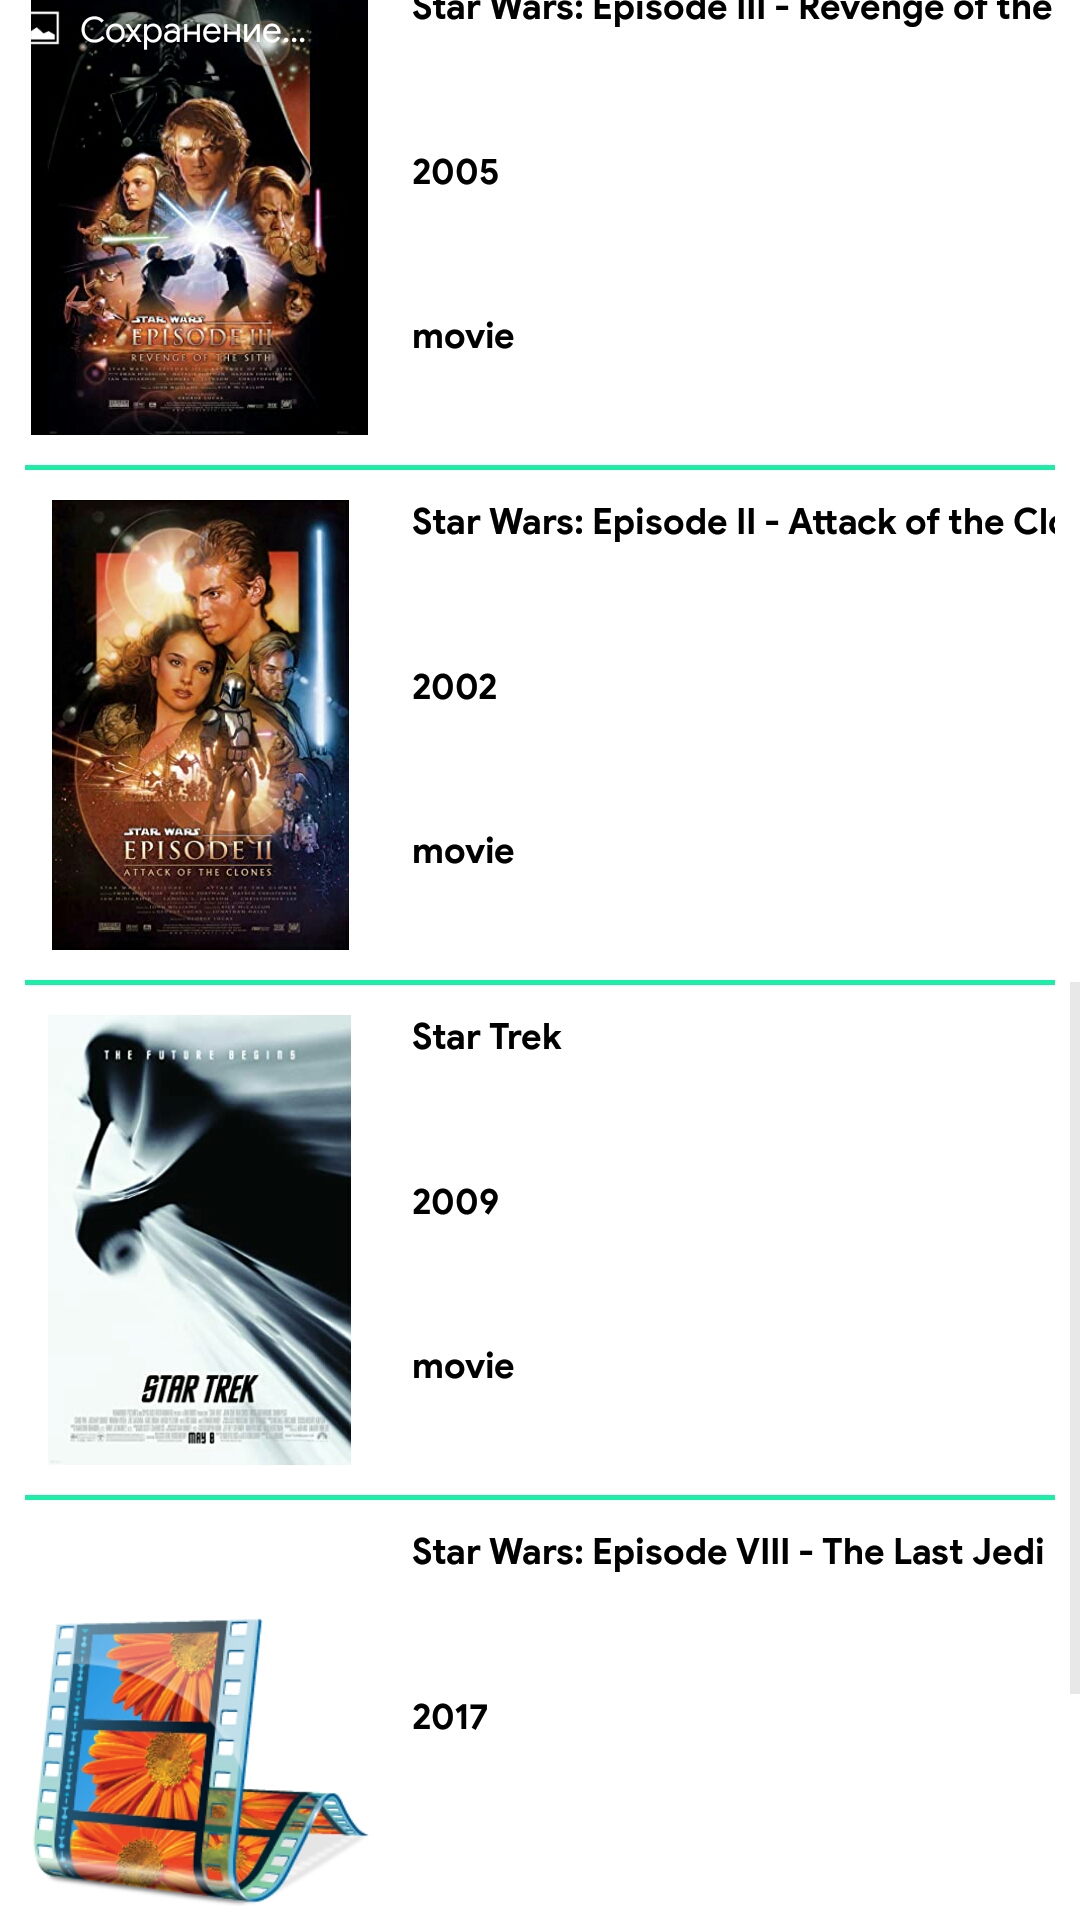 Star Wars: Episode III - Revenge of the
Сохранение...
2005
movie
STAR WARS
EPISODE III
REVENGE OF THE SITH
Star Wars: Episode II - Attack of the Clo
2002
movie
STAR WARS
EPISODE II
ATTACK OF THE CLONES
Star Trek
THE FUTURE BEGINS
2009
movie
STAR TREK
MAY 8
Star Wars: Episode VIII - The Last Jedi
2017